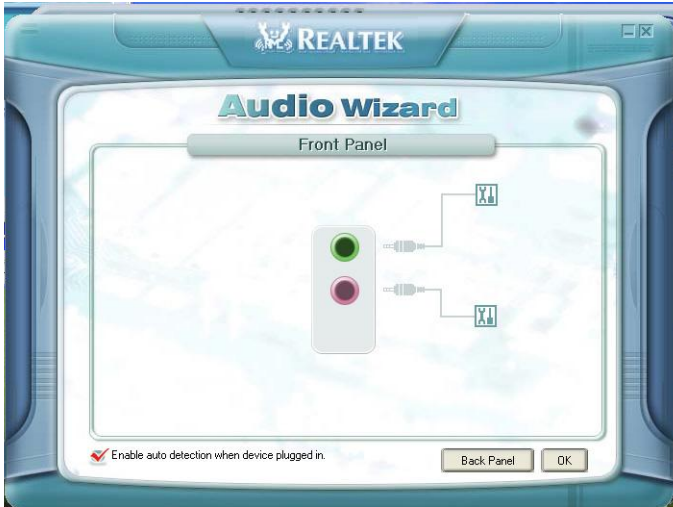 REALTEK
Audio Wizard
Front Panel
Enable auto detection when device plugged in.
Back Panel
OK